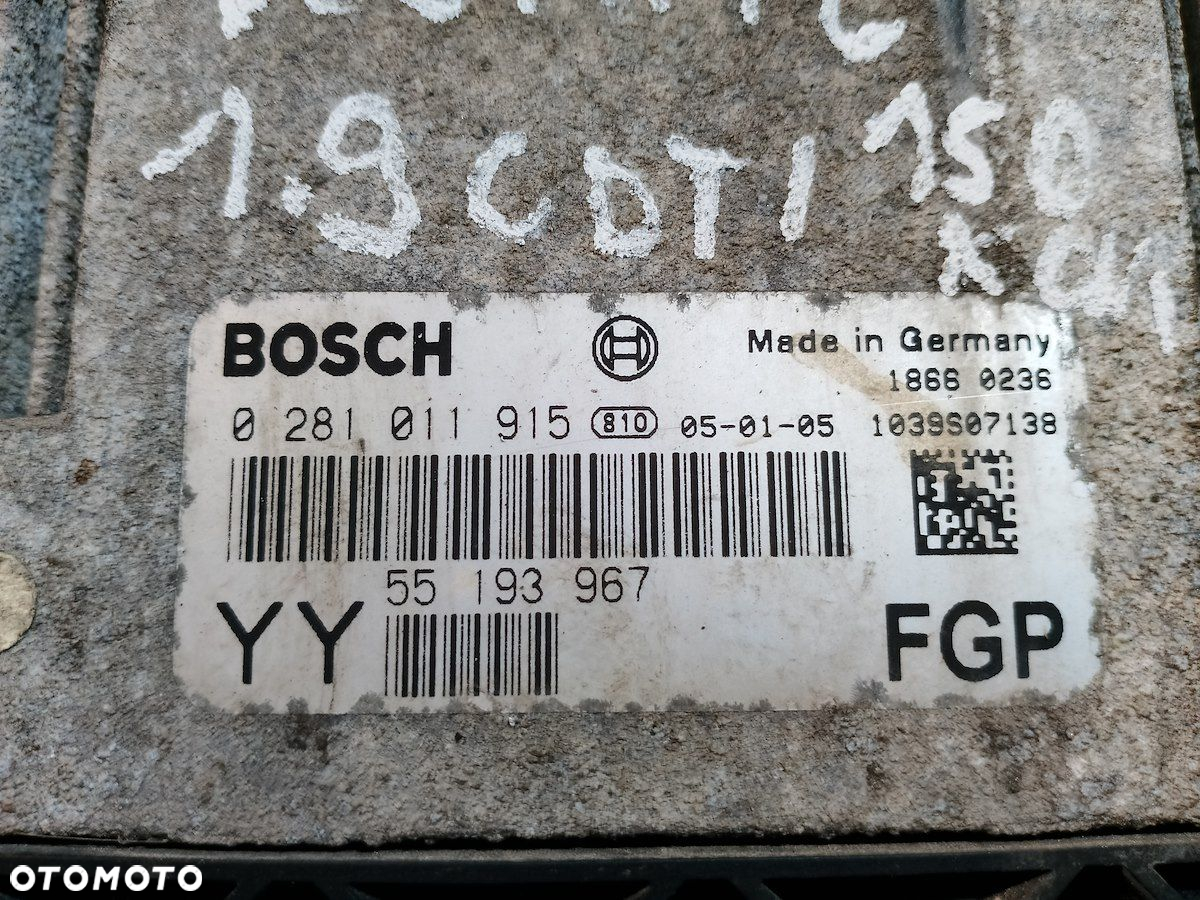 1.9 CDTI 150
BOSCH Made in Germany
1866 0236
0 281 011 915 810 05-01-05 1039S07138
55 193 967
YY FGP
OTOMOTO